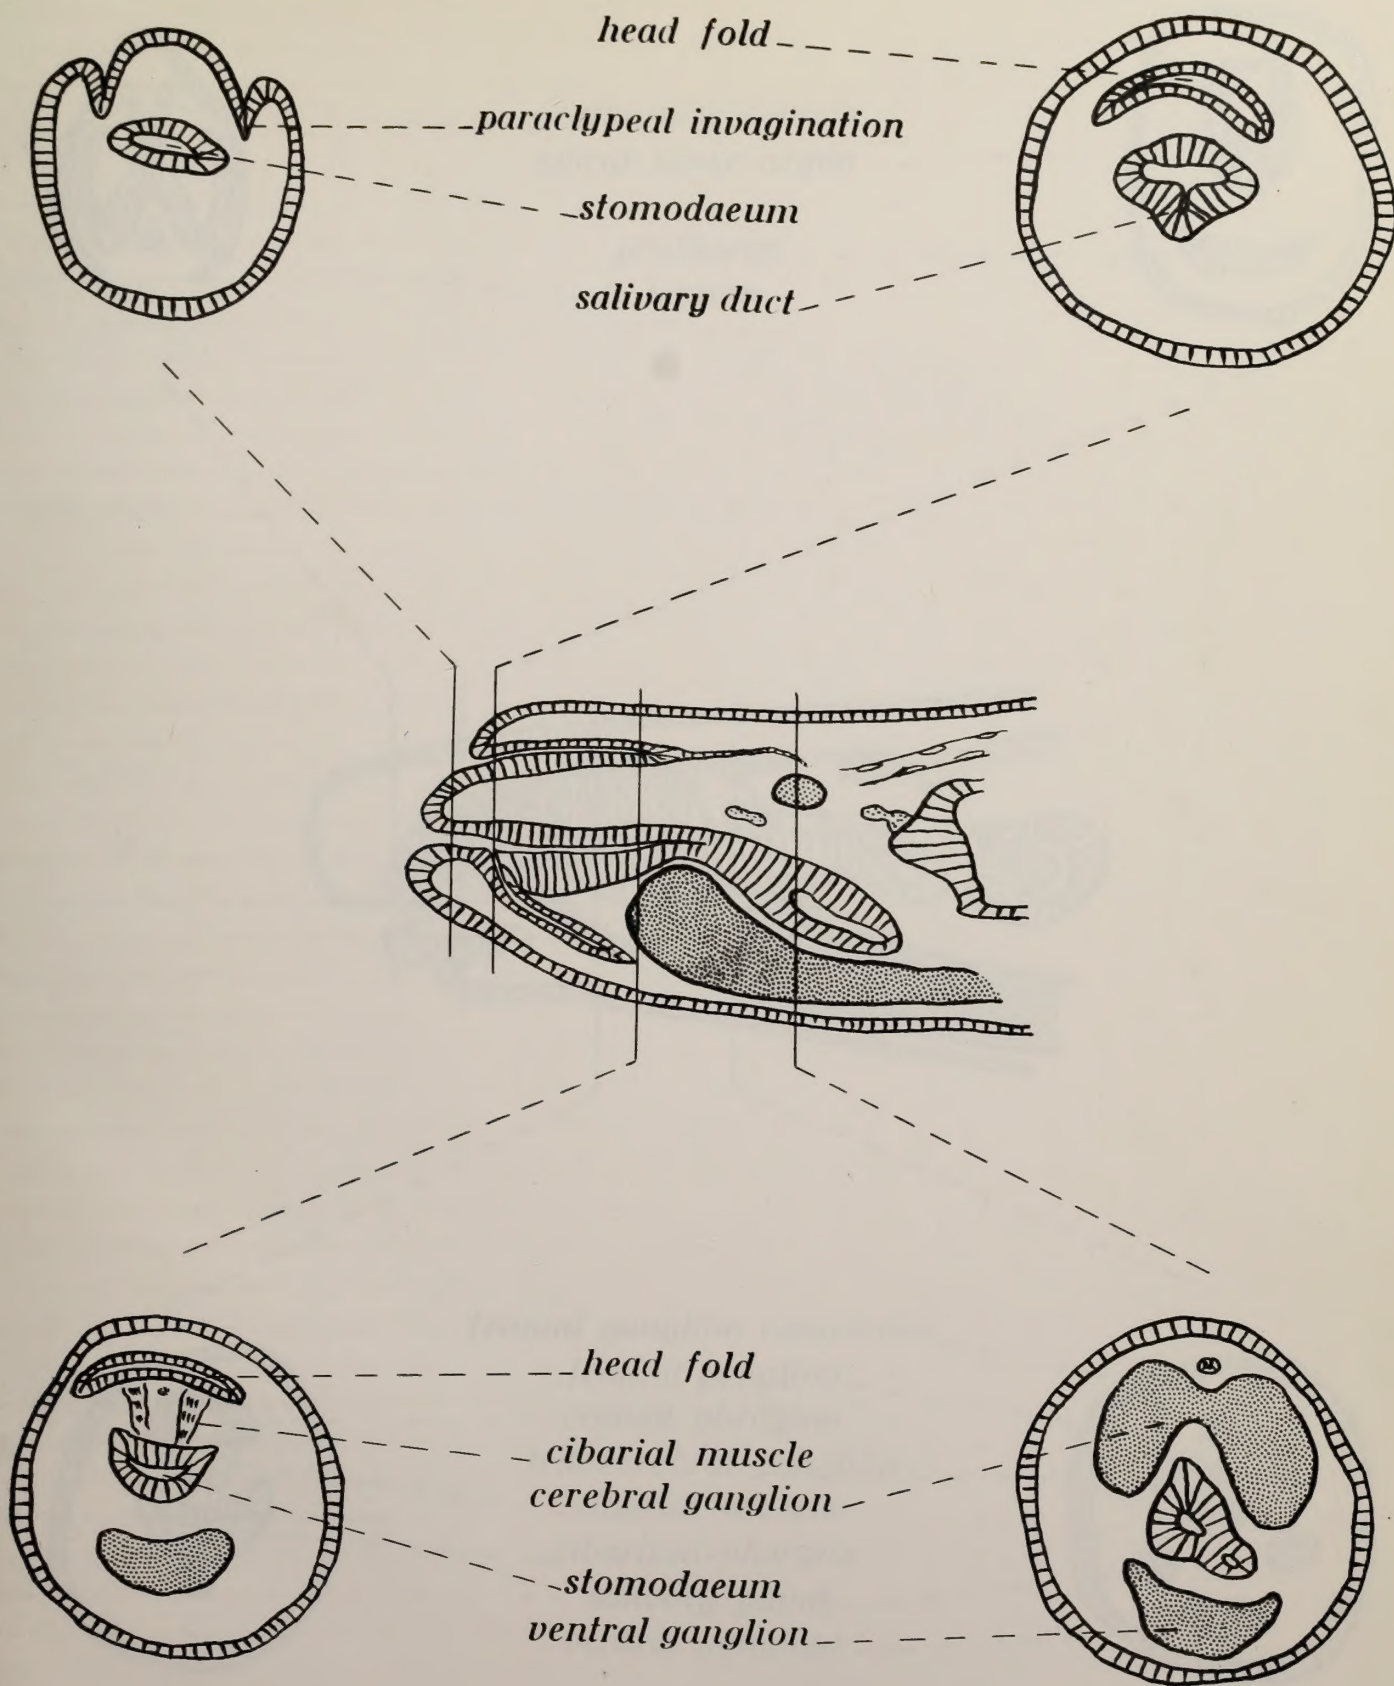 head fold
paraclypeal invagination
stomodaeum
salivary duct
head fold
cibarial muscle
cerebral ganglion
stomodaeum
ventral ganglion